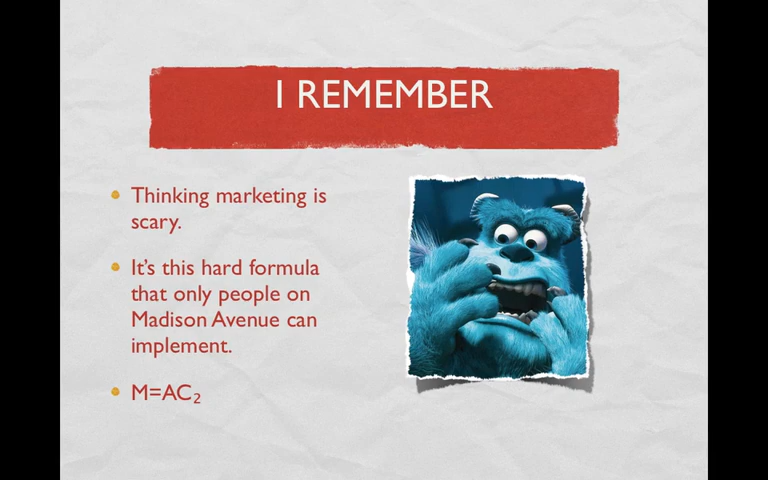 I REMEMBER
Thinking marketing is
scary.
It's this hard formula
that only people on
Madison Avenue can
implement.
M=AC₂